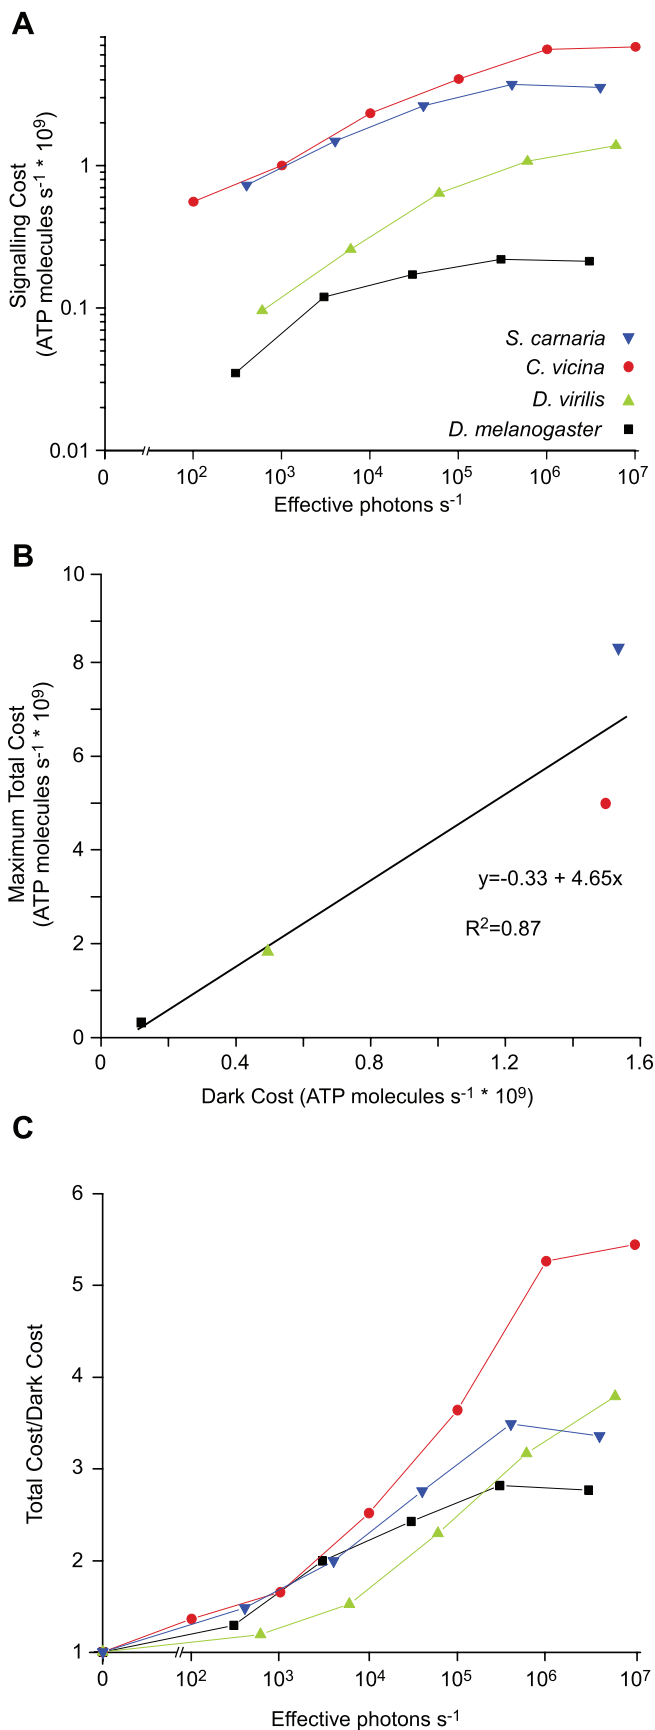 A
Signalling Cost
(ATP molecules s⁻¹ * 10⁹)
1
0.1
0.01
S. carnaria
C. vicina
D. virilis
D. melanogaster
0 10² 10³ 10⁴ 10⁵ 10⁶ 10⁷
Effective photons s⁻¹
B
Maximum Total Cost
(ATP molecules s⁻¹ * 10⁹)
10
8
6
4
2
0
y=-0.33 + 4.65x
R²=0.87
0 0.4 0.8 1.2 1.6
Dark Cost (ATP molecules s⁻¹ * 10⁹)
C
Total Cost/Dark Cost
6
5
4
3
2
1
0 10² 10³ 10⁴ 10⁵ 10⁶ 10⁷
Effective photons s⁻¹